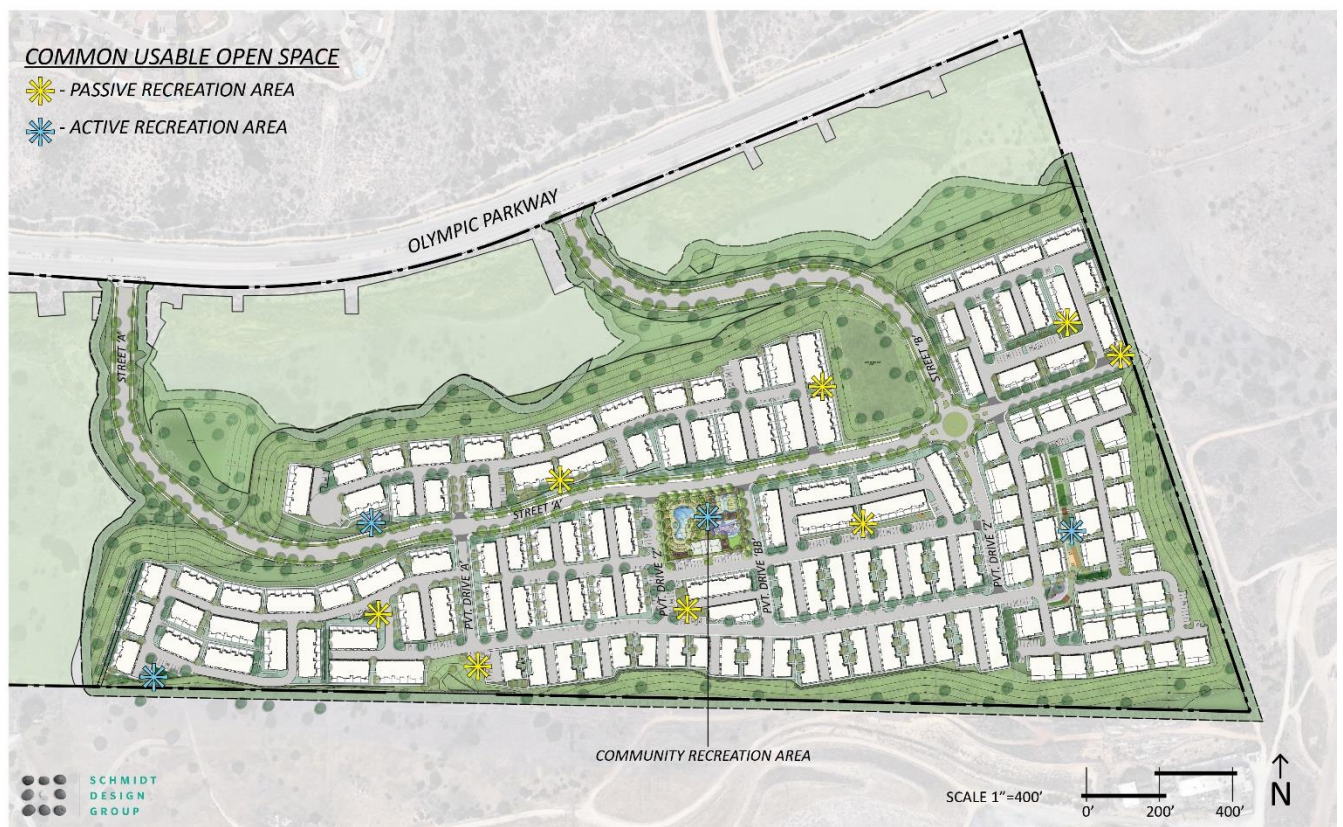 COMMON USABLE OPEN SPACE
- PASSIVE RECREATION AREA
- ACTIVE RECREATION AREA
OLYMPIC PARKWAY
STREET 'A'
STREET 'B'
STREET 'A'
PVT. DRIVE 'A'
PVT. DRIVE 'Z'
PVT. DRIVE 'BB'
PVT. DRIVE 'Z'
COMMUNITY RECREATION AREA
SCHMIDT
DESIGN
GROUP
SCALE 1"=400'
0'
200'
400'
N